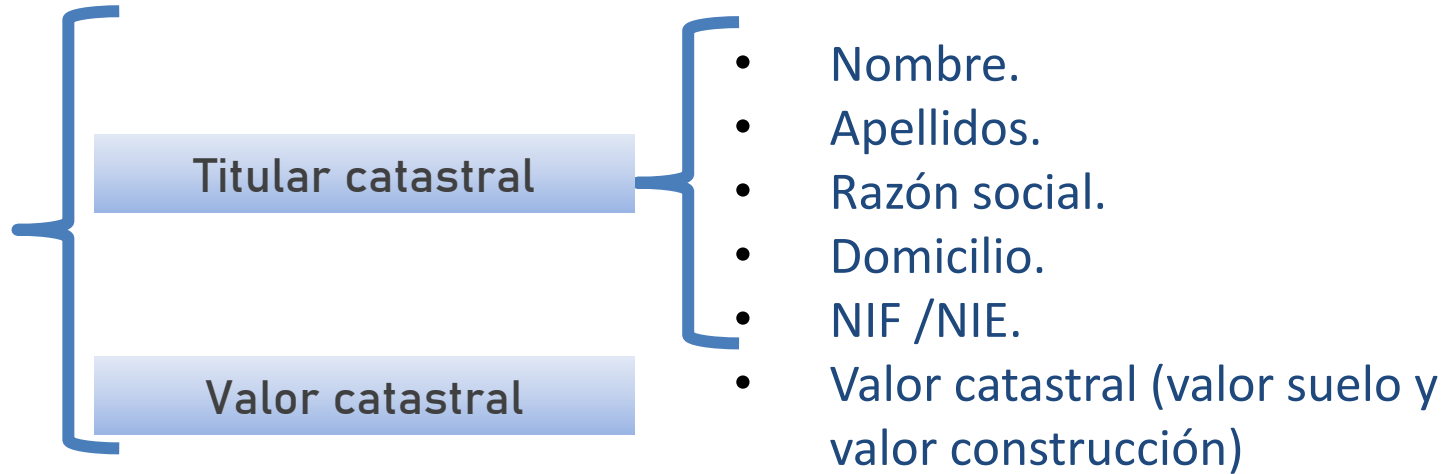 Titular catastral
• Nombre.
• Apellidos.
• Razón social.
• Domicilio.
• NIF /NIE.
Valor catastral
• Valor catastral (valor suelo y
valor construcción)